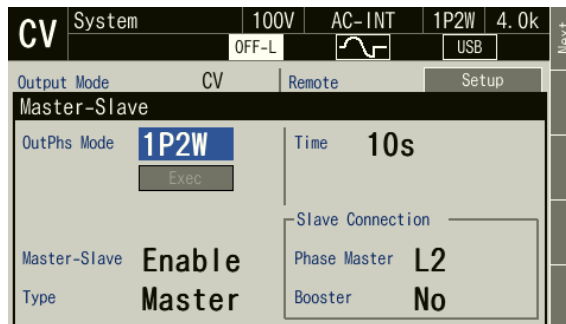 CV System 100V AC-INT 1P2W 4.0k
OFF-L USB
Next
Output Mode CV Remote Setup
Master-Slave
OutPhs Mode 1P2W Time 10s
Exec
Slave Connection
Master-Slave Enable Phase Master L2
Type Master Booster No